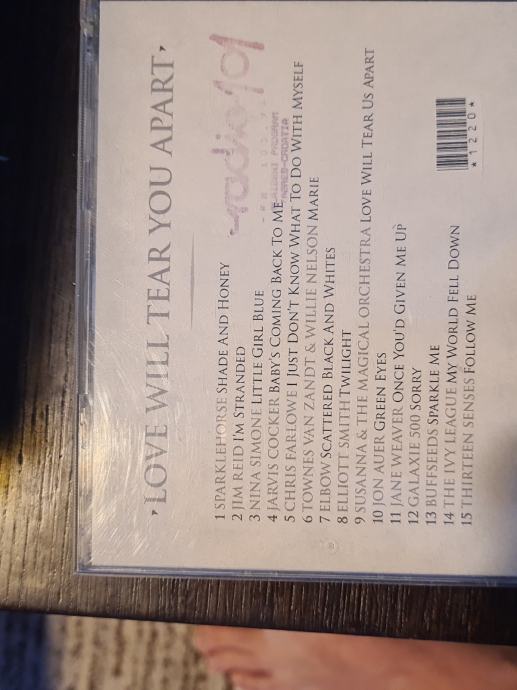 'LOVE WILL TEAR YOU APART'
radio 101
ZAGREB-CROATIA
1 SPARKLEHORSE SHADE AND HONEY
2 JIM REID I'M STRANDED
3 NINA SIMONE LITTLE GIRL BLUE
4 JARVIS COCKER BABY'S COMING BACK TO ME
5 CHRIS FARLOWE I JUST DON'T KNOW WHAT TO DO WITH MYSELF
6 TOWNES VAN ZANDT & WILLIE NELSON MARIE
7 ELBOW SCATTERED BLACK AND WHITES
8 ELLIOTT SMITH TWILIGHT
9 SUSANNA & THE MAGICAL ORCHESTRA LOVE WILL TEAR US APART
10 JON AUER GREEN EYES
11 JANE WEAVER ONCE YOU'D GIVEN ME UP
12 GALAXIE 500 SORRY
13 BUFFSEEDS SPARKLE ME
14 THE IVY LEAGUE MY WORLD FELL DOWN
15 THIRTEEN SENSES FOLLOW ME
*1220*